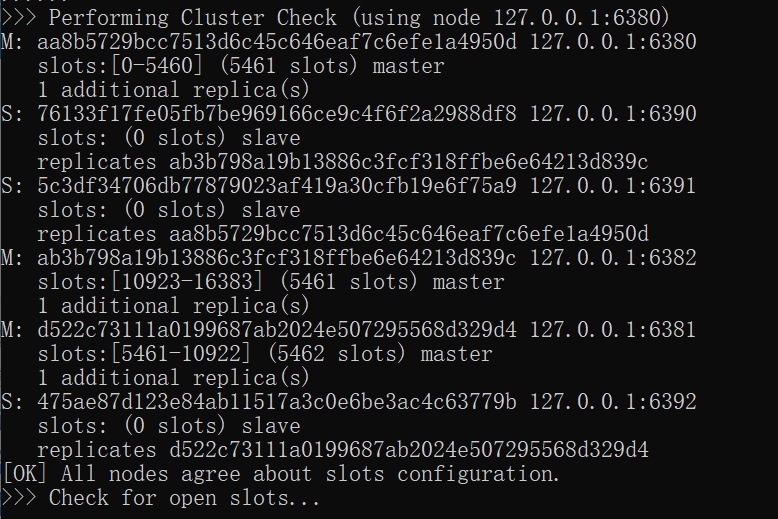 >>> Performing Cluster Check (using node 127.0.0.1:6380)
M: aa8b5729bcc7513d6c45c646eaf7c6efe1a4950d 127.0.0.1:6380
   slots:[0-5460] (5461 slots) master
   1 additional replica(s)
S: 76133f17fe05fb7be969166ce9c4f6f2a2988df8 127.0.0.1:6390
   slots: (0 slots) slave
   replicates ab3b798a19b13886c3fcf318ffbe6e64213d839c
S: 5c3df34706db77879023af419a30cfb19e6f75a9 127.0.0.1:6391
   slots: (0 slots) slave
   replicates aa8b5729bcc7513d6c45c646eaf7c6efe1a4950d
M: ab3b798a19b13886c3fcf318ffbe6e64213d839c 127.0.0.1:6382
   slots:[10923-16383] (5461 slots) master
   1 additional replica(s)
M: d522c73111a0199687ab2024e507295568d329d4 127.0.0.1:6381
   slots:[5461-10922] (5462 slots) master
   1 additional replica(s)
S: 475ae87d123e84ab11517a3c0e6be3ac4c63779b 127.0.0.1:6392
   slots: (0 slots) slave
   replicates d522c73111a0199687ab2024e507295568d329d4
[OK] All nodes agree about slots configuration.
>>> Check for open slots...